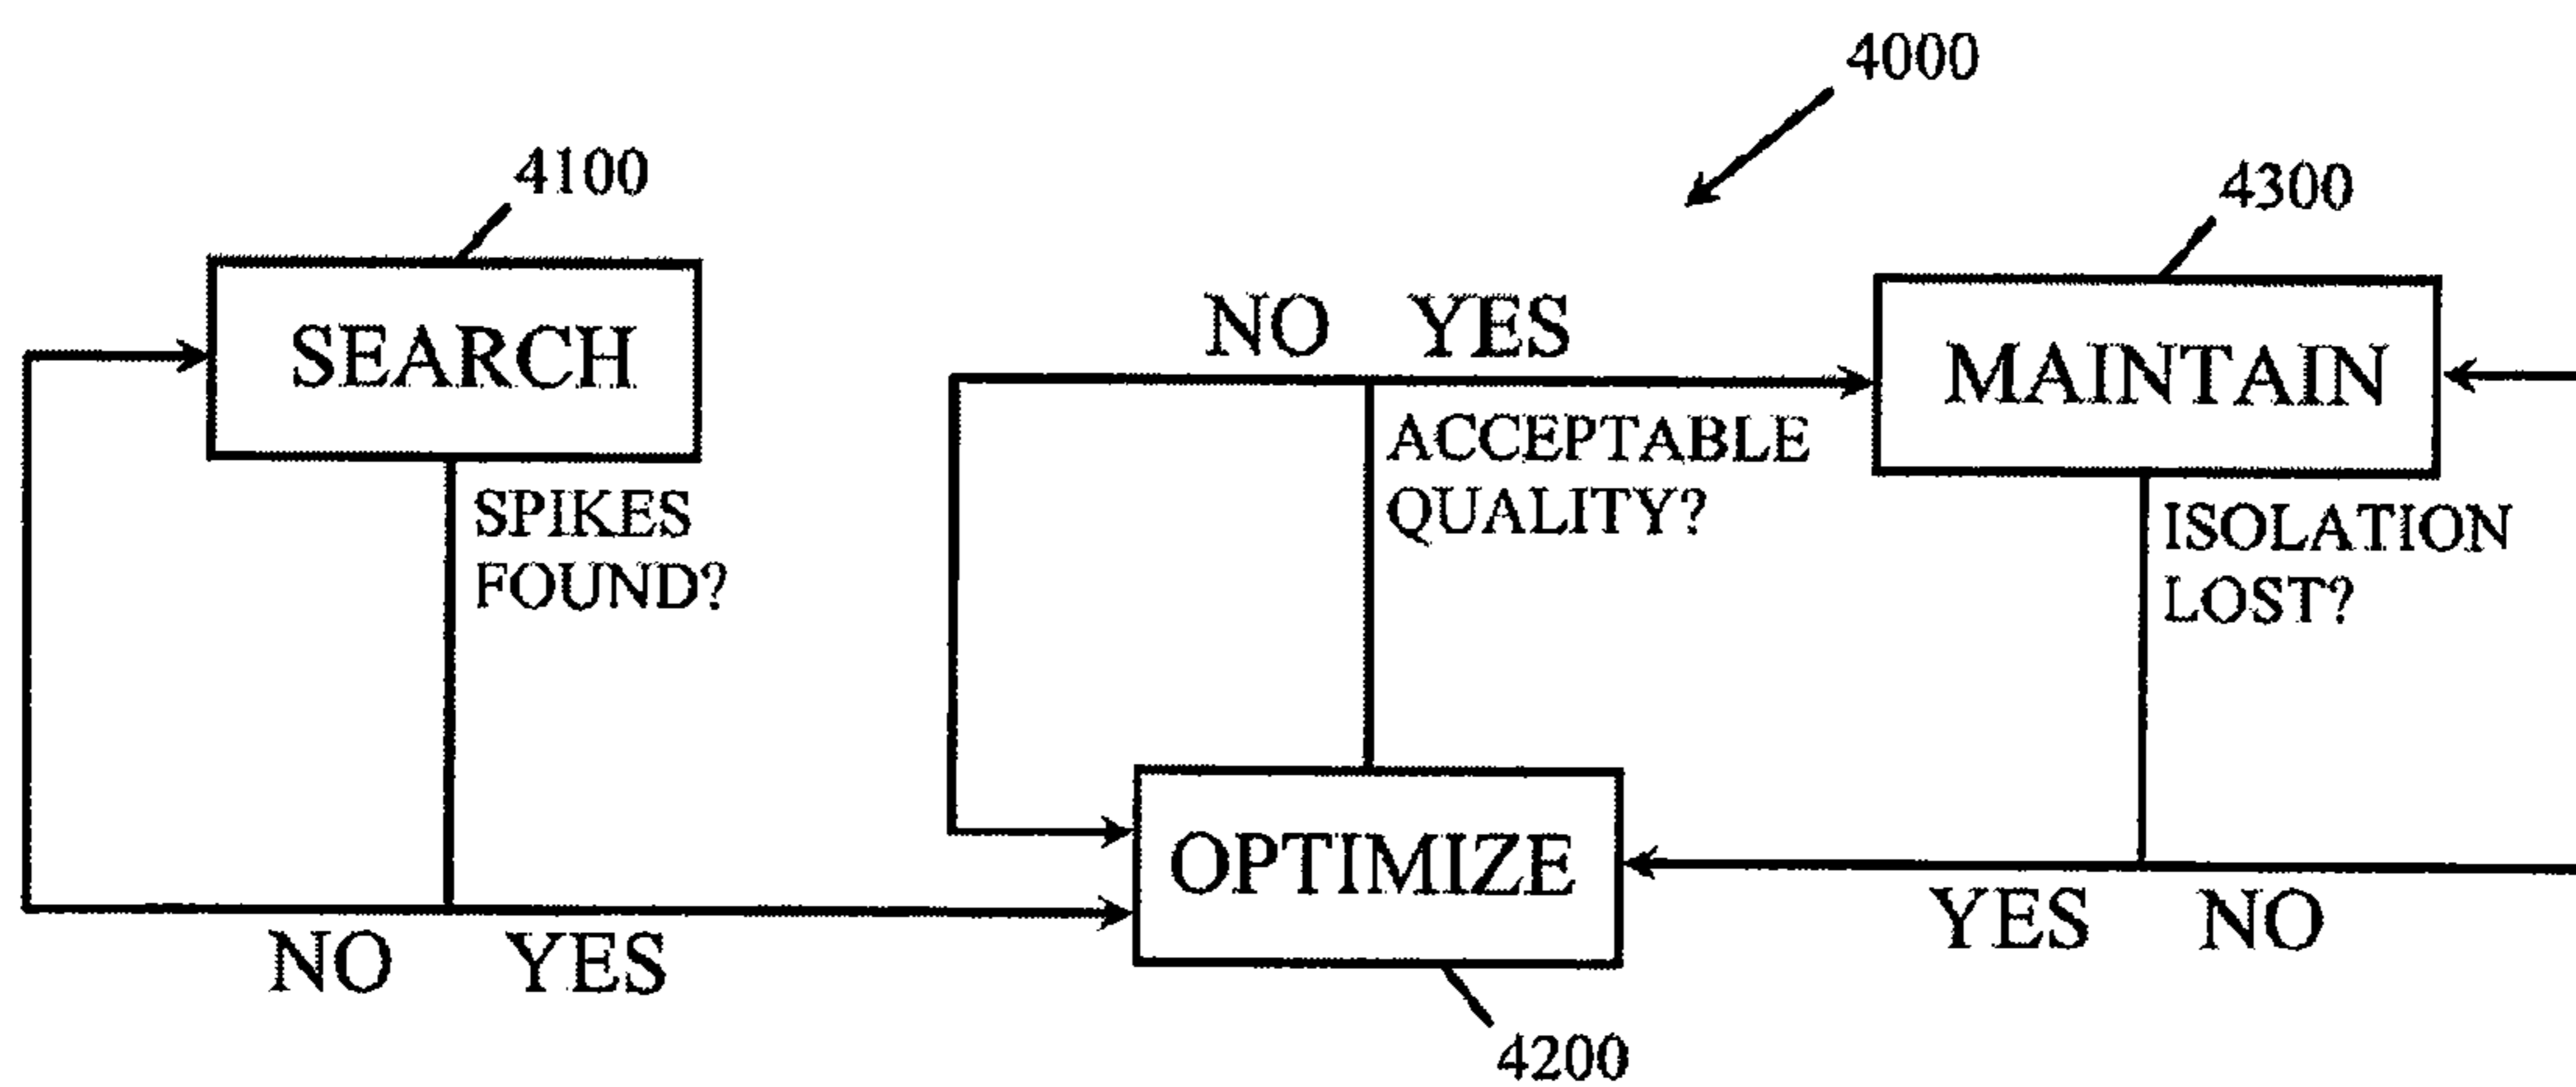 4000
4100
SEARCH
SPIKES
FOUND?
NO YES
NO YES
ACCEPTABLE
QUALITY?
OPTIMIZE
4200
4300
MAINTAIN
ISOLATION
LOST?
YES NO